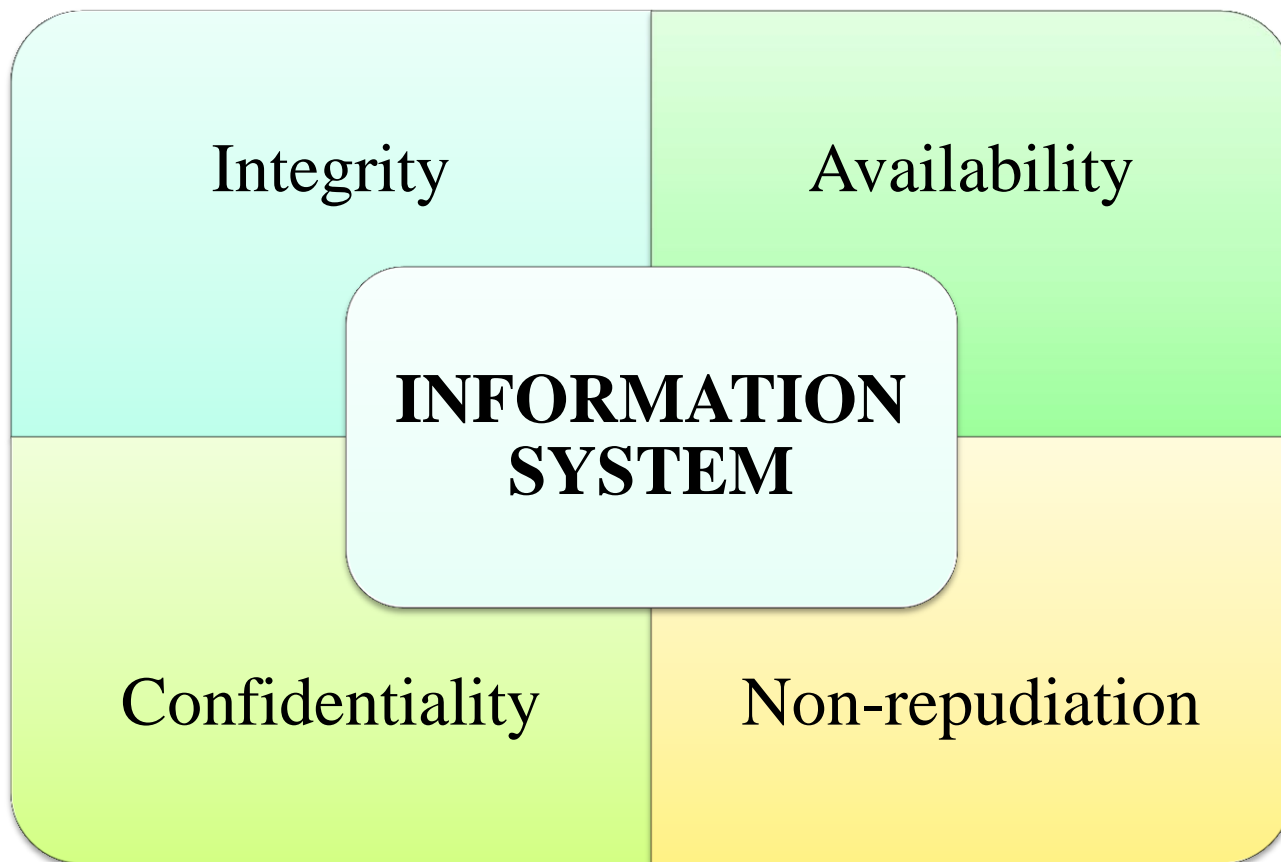 Integrity
Availability
INFORMATION
SYSTEM
Confidentiality
Non-repudiation